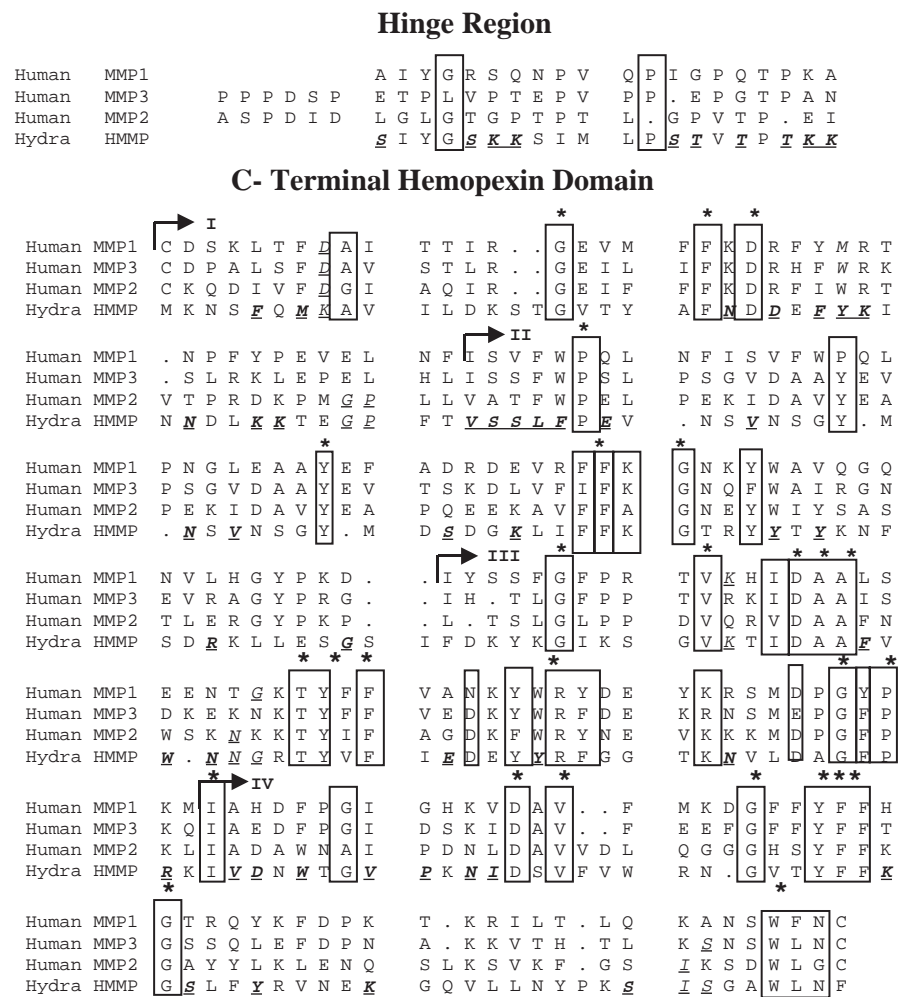 Hinge Region
Human MMP1 A I Y G R S Q N P V Q P I G P Q T P K A
Human MMP3 P P P D S P E T P L V P T E P V P P . E P G T P A N
Human MMP2 A S P D I D L G L G T G P T P T L . G P V T P . E I
Hydra HMMP S I Y G S K K S I M L P S T V T P T K K
C- Terminal Hemopexin Domain
I * * *
Human MMP1 C D S K L T F D A I T T I R . . G E V M F F K D R F Y M R T
Human MMP3 C D P A L S F D A V S T L R . . G E I L I F K D R H F W R K
Human MMP2 C K Q D I V F D G I A Q I R . . G E I F F F K D R F I W R T
Hydra HMMP M K N S F Q M K A V I L D K S T G V T Y A F N D D E F Y K I
II *
Human MMP1 . N P F Y P E V E L N F I S V F W P Q L N F I S V F W P Q L
Human MMP3 . S L R K L E P E L H L I S S F W P S L P S G V D A A Y E V
Human MMP2 V T P R D K P M G P L L V A T F W P E L P E K I D A V Y E A
Hydra HMMP N N D L K K T E G P F T V S S L F P E V . N S V N S G Y . M
* * *
Human MMP1 P N G L E A A Y E F A D R D E V R F F K G N K Y W A V Q G Q
Human MMP3 P S G V D A A Y E V T S K D L V F I F K G N Q F W A I R G N
Human MMP2 P E K I D A V Y E A P Q E E K A V F F A G N E Y W I Y S A S
Hydra HMMP . N S V N S G Y . M D S D G K L I F F K G T R Y Y T Y K N F
III * * * * *
Human MMP1 N V L H G Y P K D . . I Y S S F G F P R T V K H I D A A L S
Human MMP3 E V R A G Y P R G . . I H . T L G F P P T V R K I D A A I S
Human MMP2 T L E R G Y P K P . . L . T S L G L P P D V Q R V D A A F N
Hydra HMMP S D R K L L E S G S I F D K Y K G I K S G V K T I D A A F V
* * * * * *
Human MMP1 E E N T G K T Y F F V A N K Y W R Y D E Y K R S M D P G Y P
Human MMP3 D K E K N K T Y F F V E D K Y W R F D E K R N S M E P G F P
Human MMP2 W S K N K K T Y I F A G D K F W R Y N E V K K K M D P G F P
Hydra HMMP W . N N G R T Y V F I E D E Y Y R F G G T K N V L D A G F P
* IV * * * * * *
Human MMP1 K M I A H D F P G I G H K V D A V . . F M K D G F F Y F F H
Human MMP3 K Q I A E D F P G I D S K I D A V . . F E E F G F F Y F F T
Human MMP2 K L I A D A W N A I P D N L D A V V D L Q G G G H S Y F F K
Hydra HMMP R K I V D N W T G V P K N I D S V F V W R N . G V T Y F F K
* *
Human MMP1 G T R Q Y K F D P K T . K R I L T . L Q K A N S W F N C
Human MMP3 G S S Q L E F D P N A . K K V T H . T L K S N S W L N C
Human MMP2 G A Y Y L K L E N Q S L K S V K F . G S I K S D W L G C
Hydra HMMP G S L F Y R V N E K G Q V L L N Y P K S I S G A W L N F